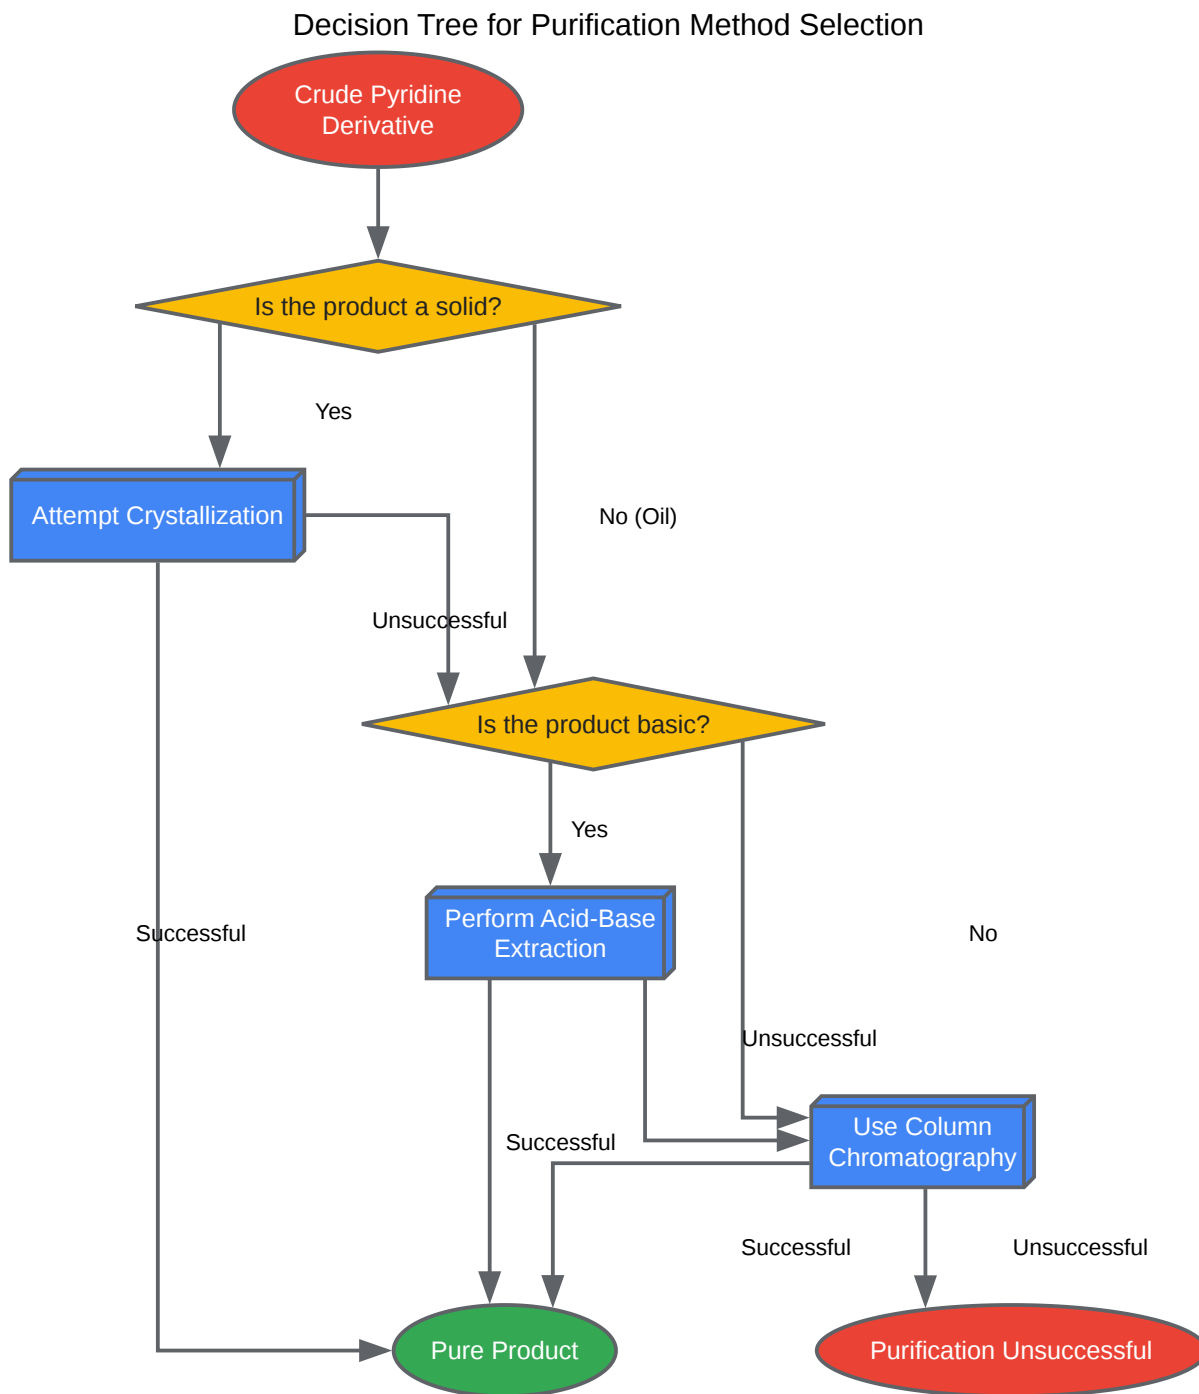 Decision Tree for Purification Method Selection
Crude Pyridine
Derivative
Is the product a solid?
Yes
Attempt Crystallization
No (Oil)
Unsuccessful
Is the product basic?
Yes
Perform Acid-Base
Extraction
Successful
No
Unsuccessful
Use Column
Chromatography
Successful
Successful
Unsuccessful
Pure Product
Purification Unsuccessful